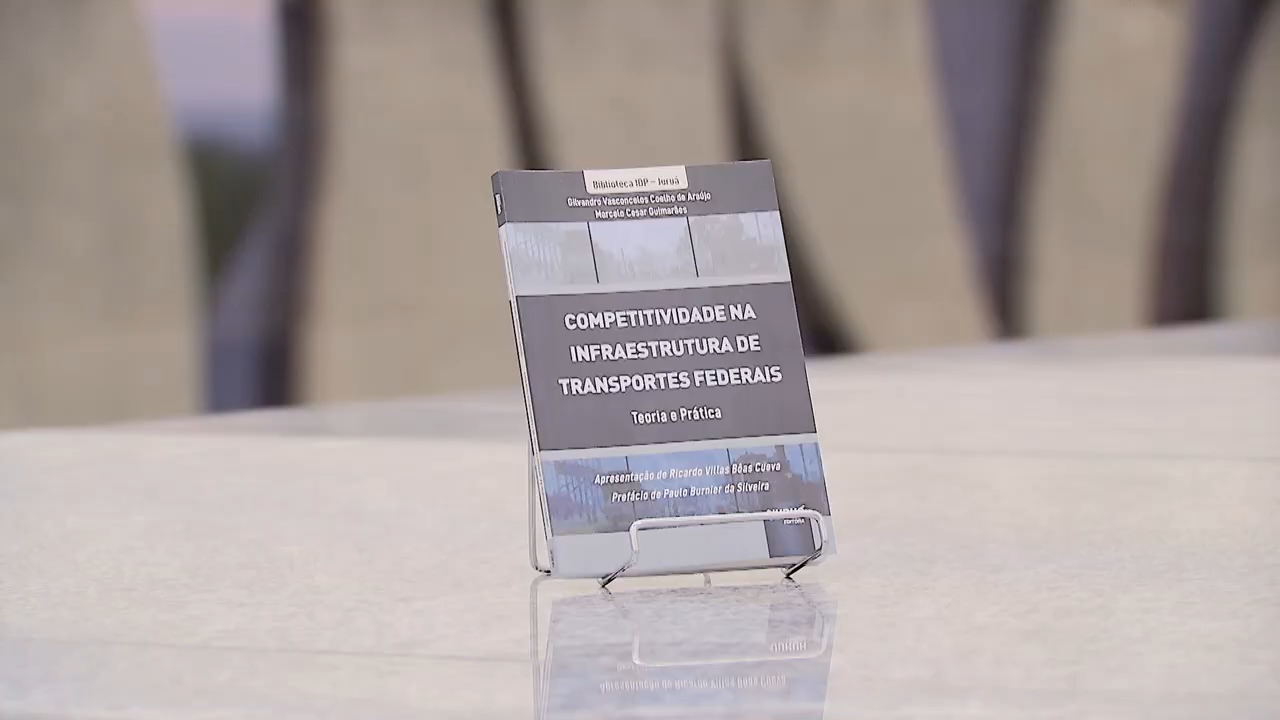 Biblioteca IDP – Juruá
Gilvandro Vasconcelos Coelho de Araújo
Marcelo Cesar Guimarães
COMPETITIVIDADE NA
INFRAESTRUTURA DE
TRANSPORTES FEDERAIS
Teoria e Prática
Apresentação de Ricardo Villas Bôas Cueva
Prefácio de Paulo Burnier da Silveira
EDITORA